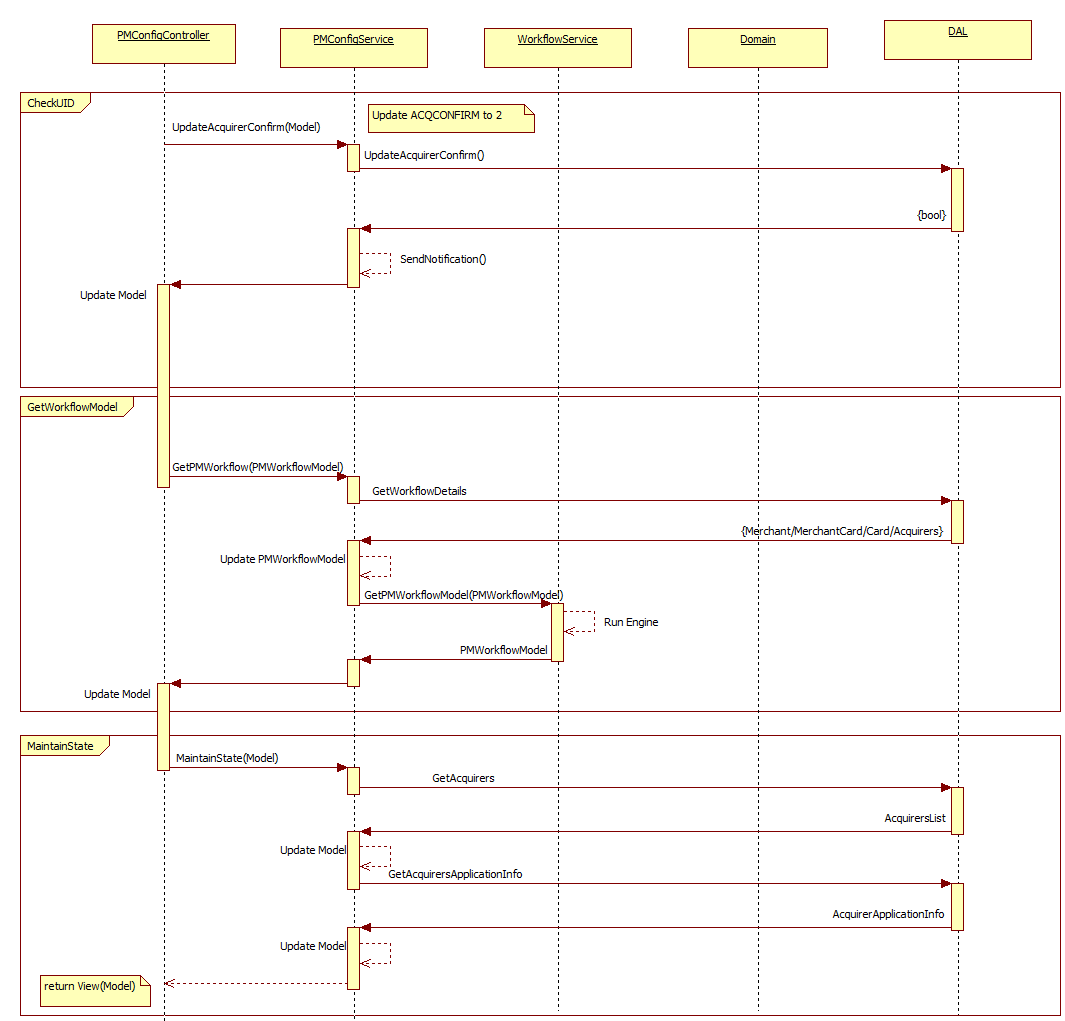 PMConfigController
PMConfigService
WorkflowService
Domain
DAL
CheckUID
Update ACQCONFIRM to 2
UpdateAcquirerConfirm(Model)
UpdateAcquirerConfirm()
{bool}
SendNotification()
Update Model
GetWorkflowModel
GetPMWorkflow(PMWorkflowModel)
GetWorkflowDetails
{Merchant/MerchantCard/Card/Acquirers}
Update PMWorkflowModel
GetPMWorkflowModel(PMWorkflowModel)
Run Engine
PMWorkflowModel
Update Model
MaintainState
MaintainState(Model)
GetAcquirers
AcquirersList
Update Model
GetAcquirersApplicationInfo
AcquirerApplicationInfo
Update Model
return View(Model)